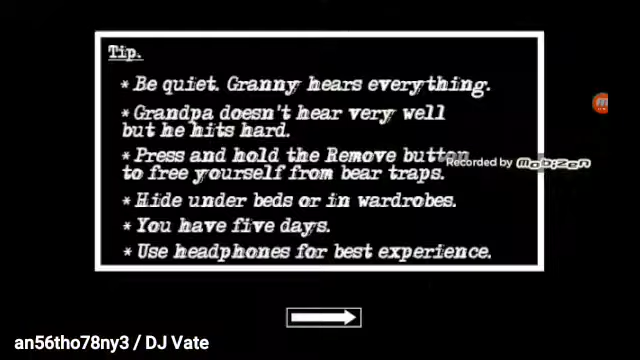 Tip.
* Be quiet. Granny hears everything.
* Grandpa doesn't hear very well
but he hits hard.
* Press and hold the Remove button
to free yourself from bear traps.
Recorded by mobizen
* Hide under beds or in wardrobes.
* You have five days.
* Use headphones for best experience.
an56tho78ny3 / DJ Vate